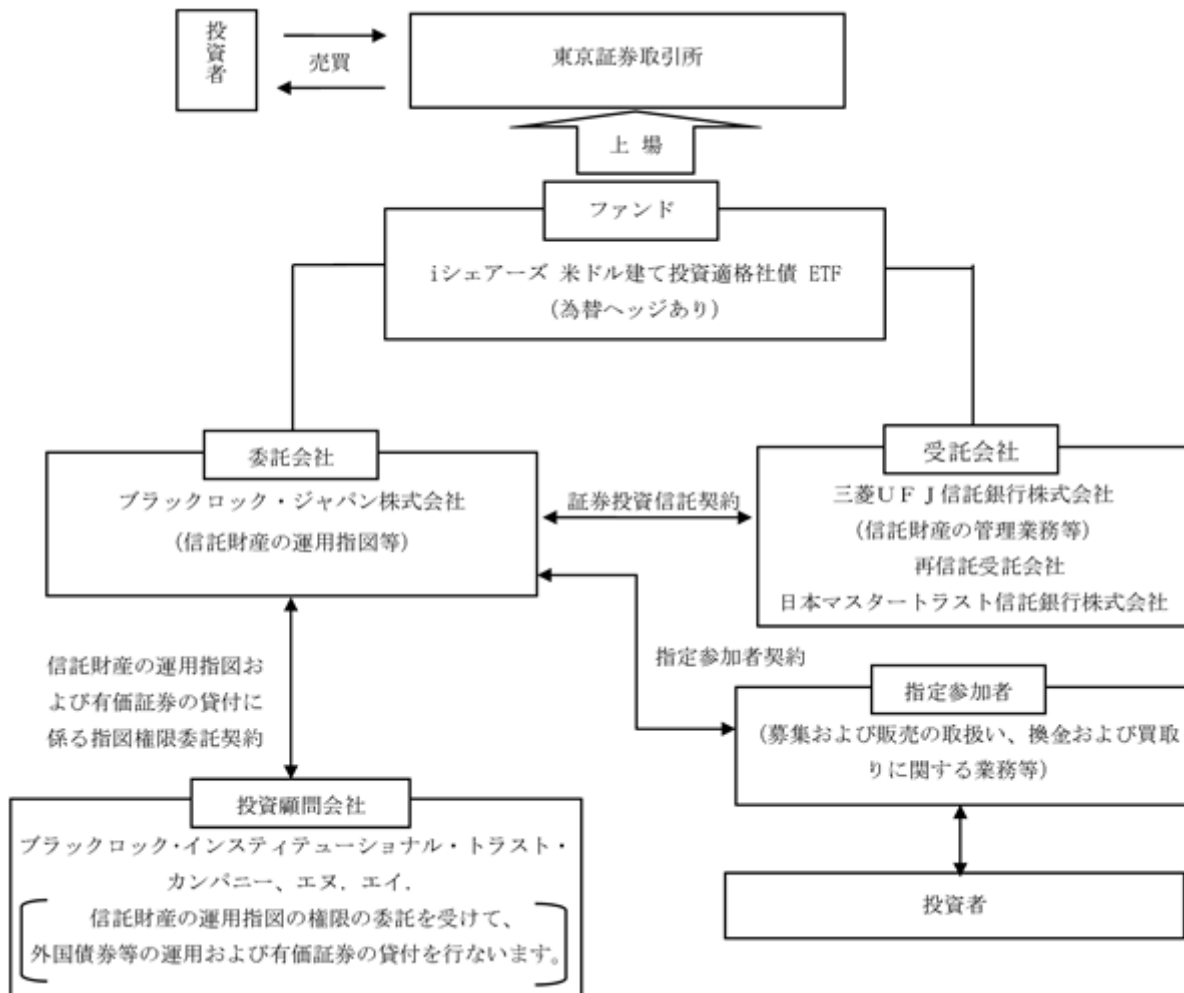 投資者
売買
東京証券取引所
上 場
ファンド
iシェアーズ 米ドル建て投資適格社債 ETF
(為替ヘッジあり)
委託会社
ブラックロック・ジャパン株式会社
(信託財産の運用指図等)
証券投資信託契約
受託会社
三菱UFJ信託銀行株式会社
(信託財産の管理業務等)
再信託受託会社
日本マスタートラスト信託銀行株式会社
信託財産の運用指図お
よび有価証券の貸付に
係る指図権限委託契約
指定参加者契約
指定参加者
(募集および販売の取扱い、換金および買取
りに関する業務等)
投資顧問会社
ブラックロック・インスティテューショナル・トラスト・
カンパニー、エヌ．エイ．
信託財産の運用指図の権限の委託を受けて、
外国債券等の運用および有価証券の貸付を行ないます。
投資者